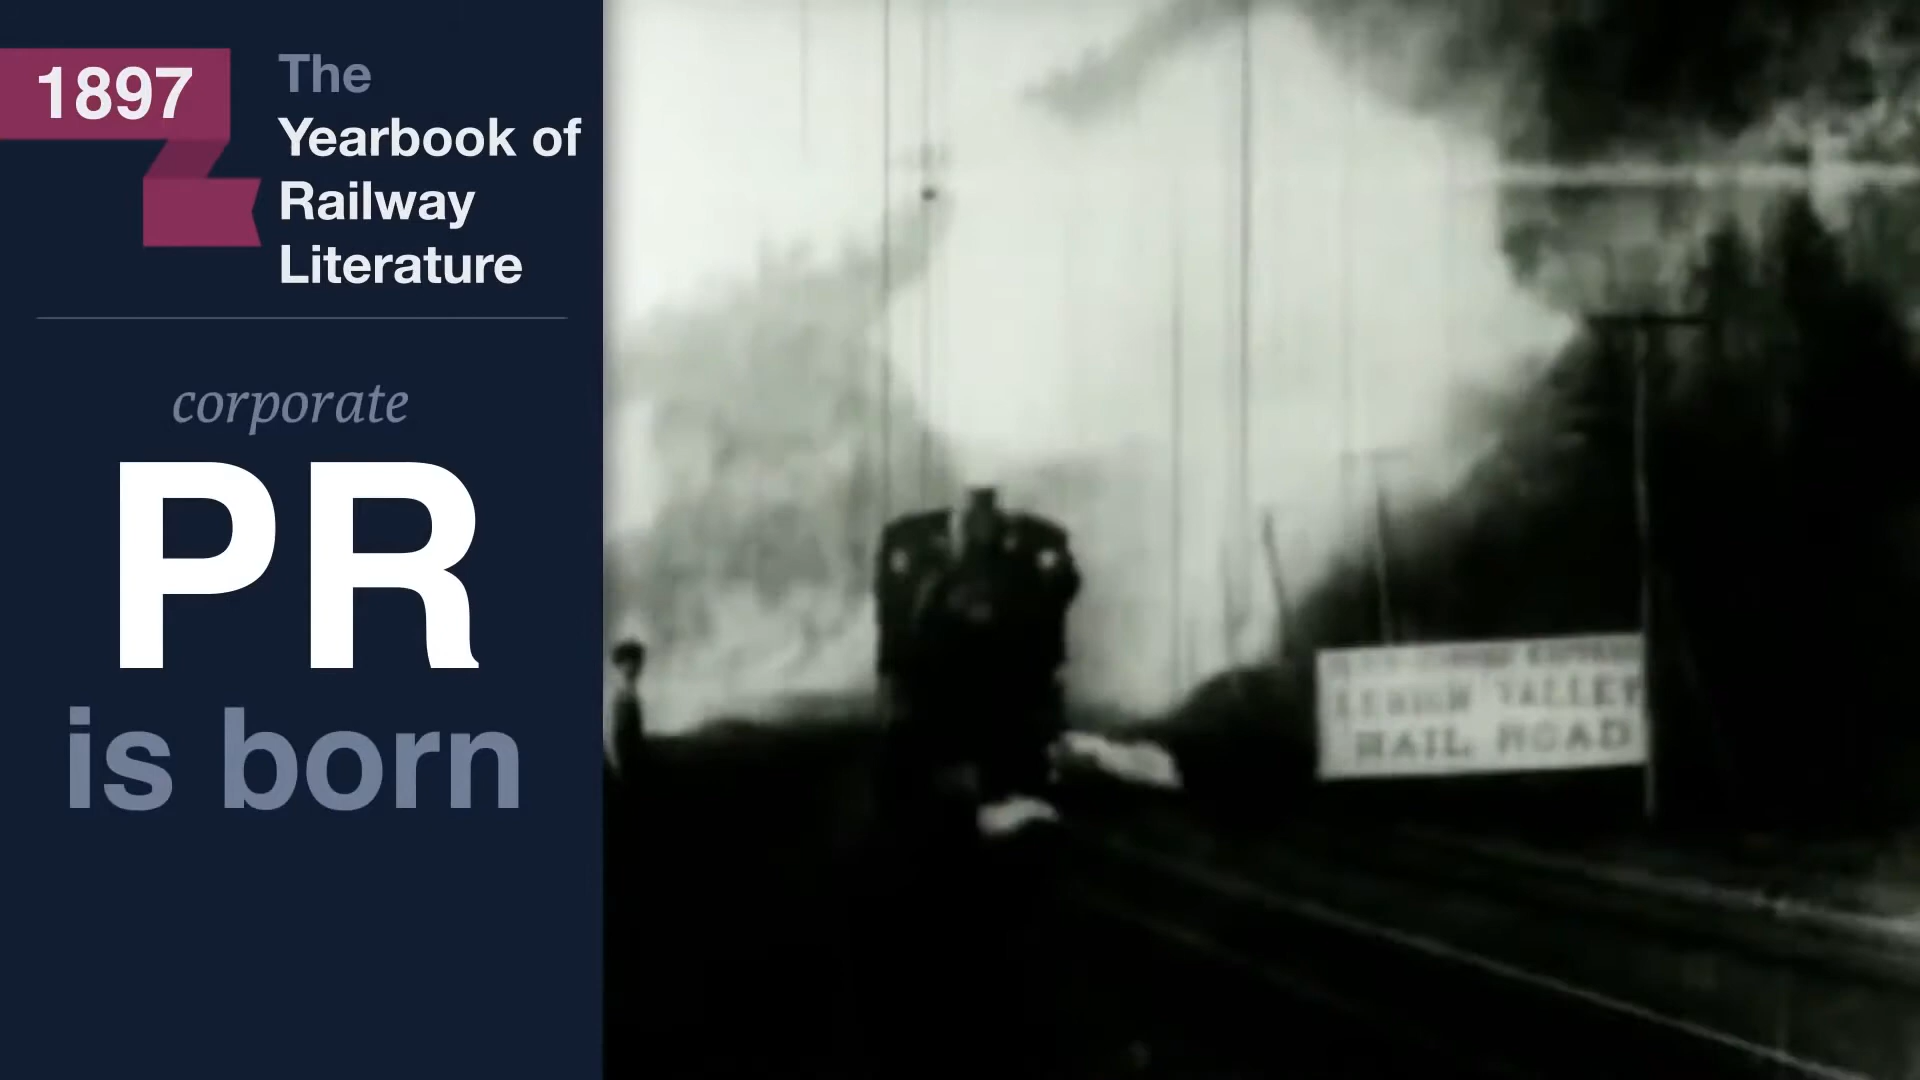 1897
The
Yearbook of
Railway
Literature
corporate
PR
is born
LEHIGH VALLEY
RAIL ROAD